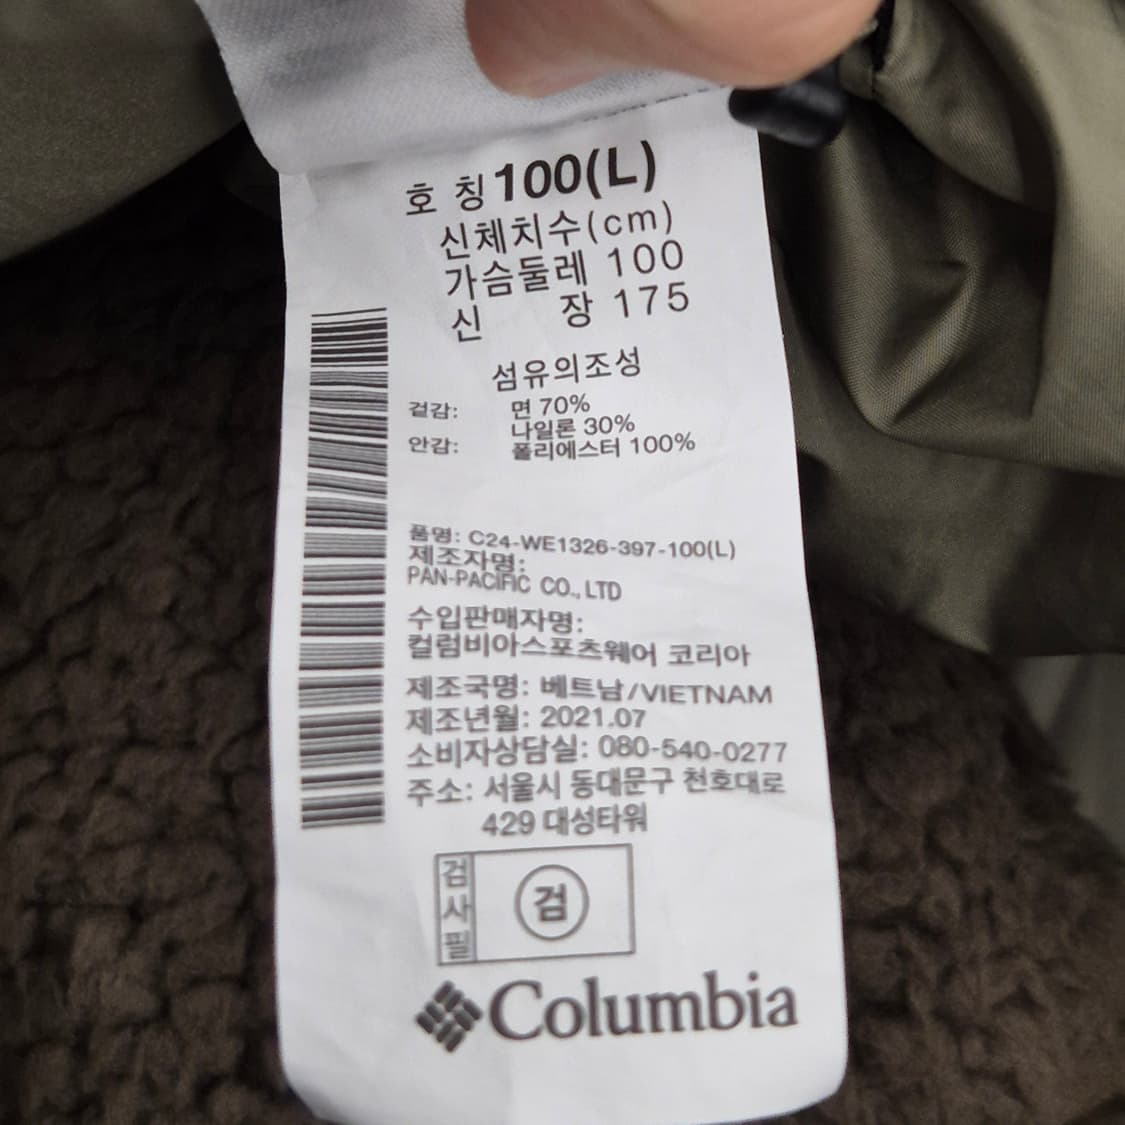 호 칭 100(L)
신체치수(cm)
가슴둘레 100
신 장 175
섬유의조성
겉감: 면 70%
나일론 30%
안감: 폴리에스터 100%
품명: C24-WE1326-397-100(L)
제조자명:
PAN-PACIFIC CO., LTD
수입판매자명:
컬럼비아스포츠웨어 코리아
제조국명: 베트남/VIETNAM
제조년월: 2021.07
소비자상담실: 080-540-0277
주소: 서울시 동대문구 천호대로
429 대성타워
검사필
검
Columbia